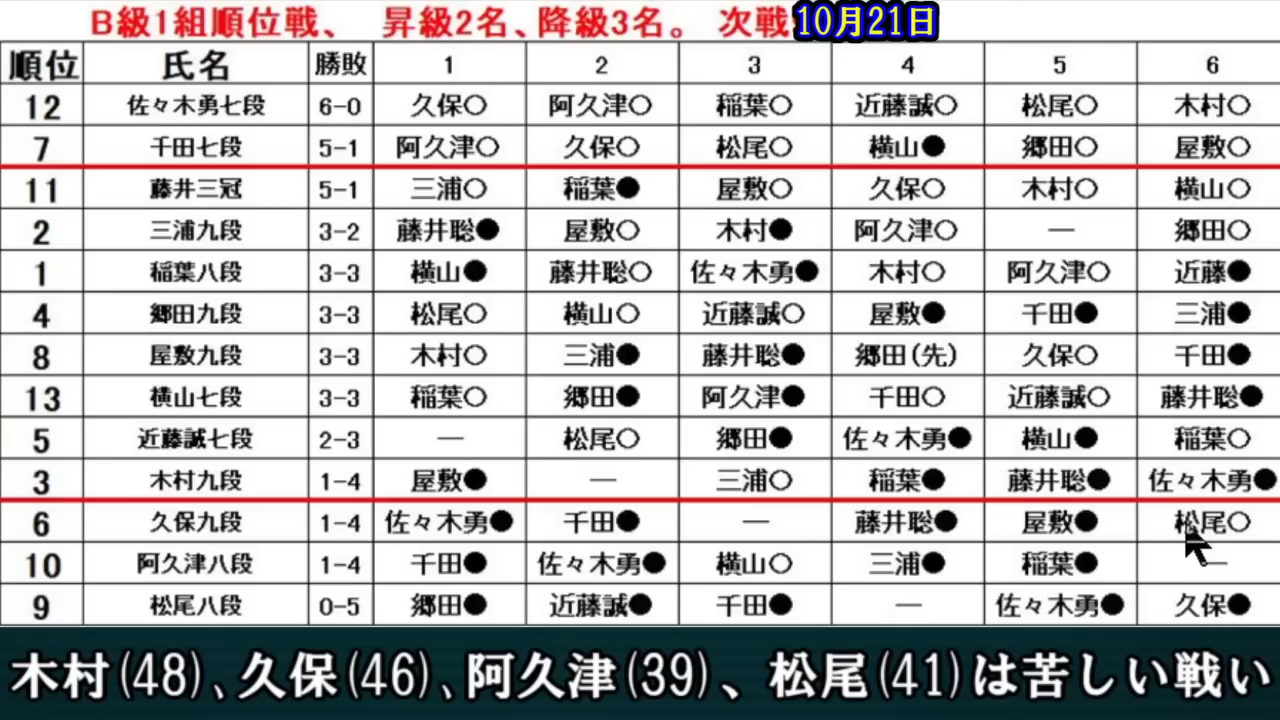 B級1組順位戦、 昇級2名、降級3名。 次戦 10月21日
順位 氏名 勝敗 1 2 3 4 5 6
12 佐々木勇七段 6-0 久保○ 阿久津○ 稲葉○ 近藤誠○ 松尾○ 木村○
7 千田七段 5-1 阿久津○ 久保○ 松尾○ 横山● 郷田○ 屋敷○
11 藤井三冠 5-1 三浦○ 稲葉● 屋敷○ 久保○ 木村○ 横山○
2 三浦九段 3-2 藤井聡● 屋敷○ 木村● 阿久津○ — 郷田○
1 稲葉八段 3-3 横山● 藤井聡○ 佐々木勇● 木村○ 阿久津○ 近藤●
4 郷田九段 3-3 松尾○ 横山○ 近藤誠○ 屋敷● 千田● 三浦●
8 屋敷九段 3-3 木村○ 三浦● 藤井聡● 郷田(先) 久保○ 千田●
13 横山七段 3-3 稲葉○ 郷田● 阿久津● 千田○ 近藤誠○ 藤井聡●
5 近藤誠七段 2-3 — 松尾○ 郷田● 佐々木勇● 横山● 稲葉○
3 木村九段 1-4 屋敷● — 三浦○ 稲葉● 藤井聡● 佐々木勇●
6 久保九段 1-4 佐々木勇● 千田● — 藤井聡● 屋敷● 松尾○
10 阿久津八段 1-4 千田● 佐々木勇● 横山○ 三浦● 稲葉● —
9 松尾八段 0-5 郷田● 近藤誠● 千田● — 佐々木勇● 久保●
木村(48)、久保(46)、阿久津(39)、松尾(41)は苦しい戦い